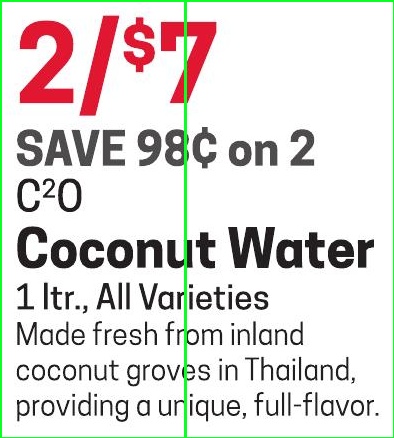 2/$7
SAVE 98¢ on 2
C²O
Coconut Water
1 ltr., All Varieties
Made fresh from inland
coconut groves in Thailand,
providing a unique, full-flavor.